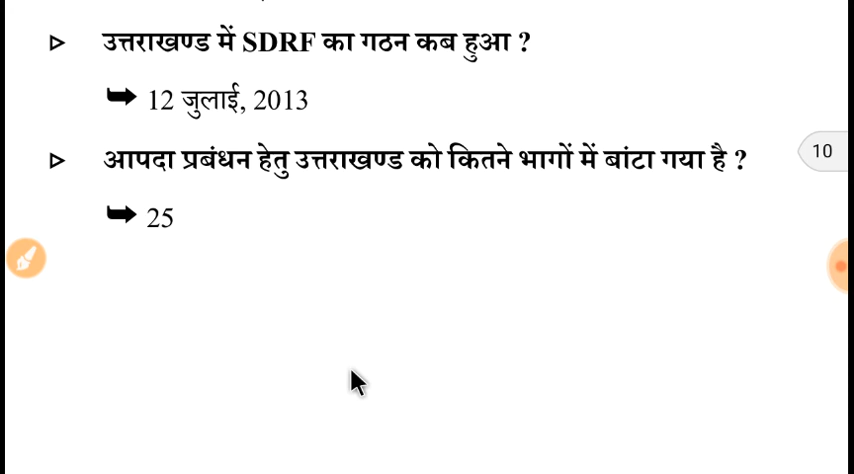 उत्तराखण्ड में SDRF का गठन कब हुआ ?
12 जुलाई, 2013
आपदा प्रबंधन हेतु उत्तराखण्ड को कितने भागों में बांटा गया है ?
10
25